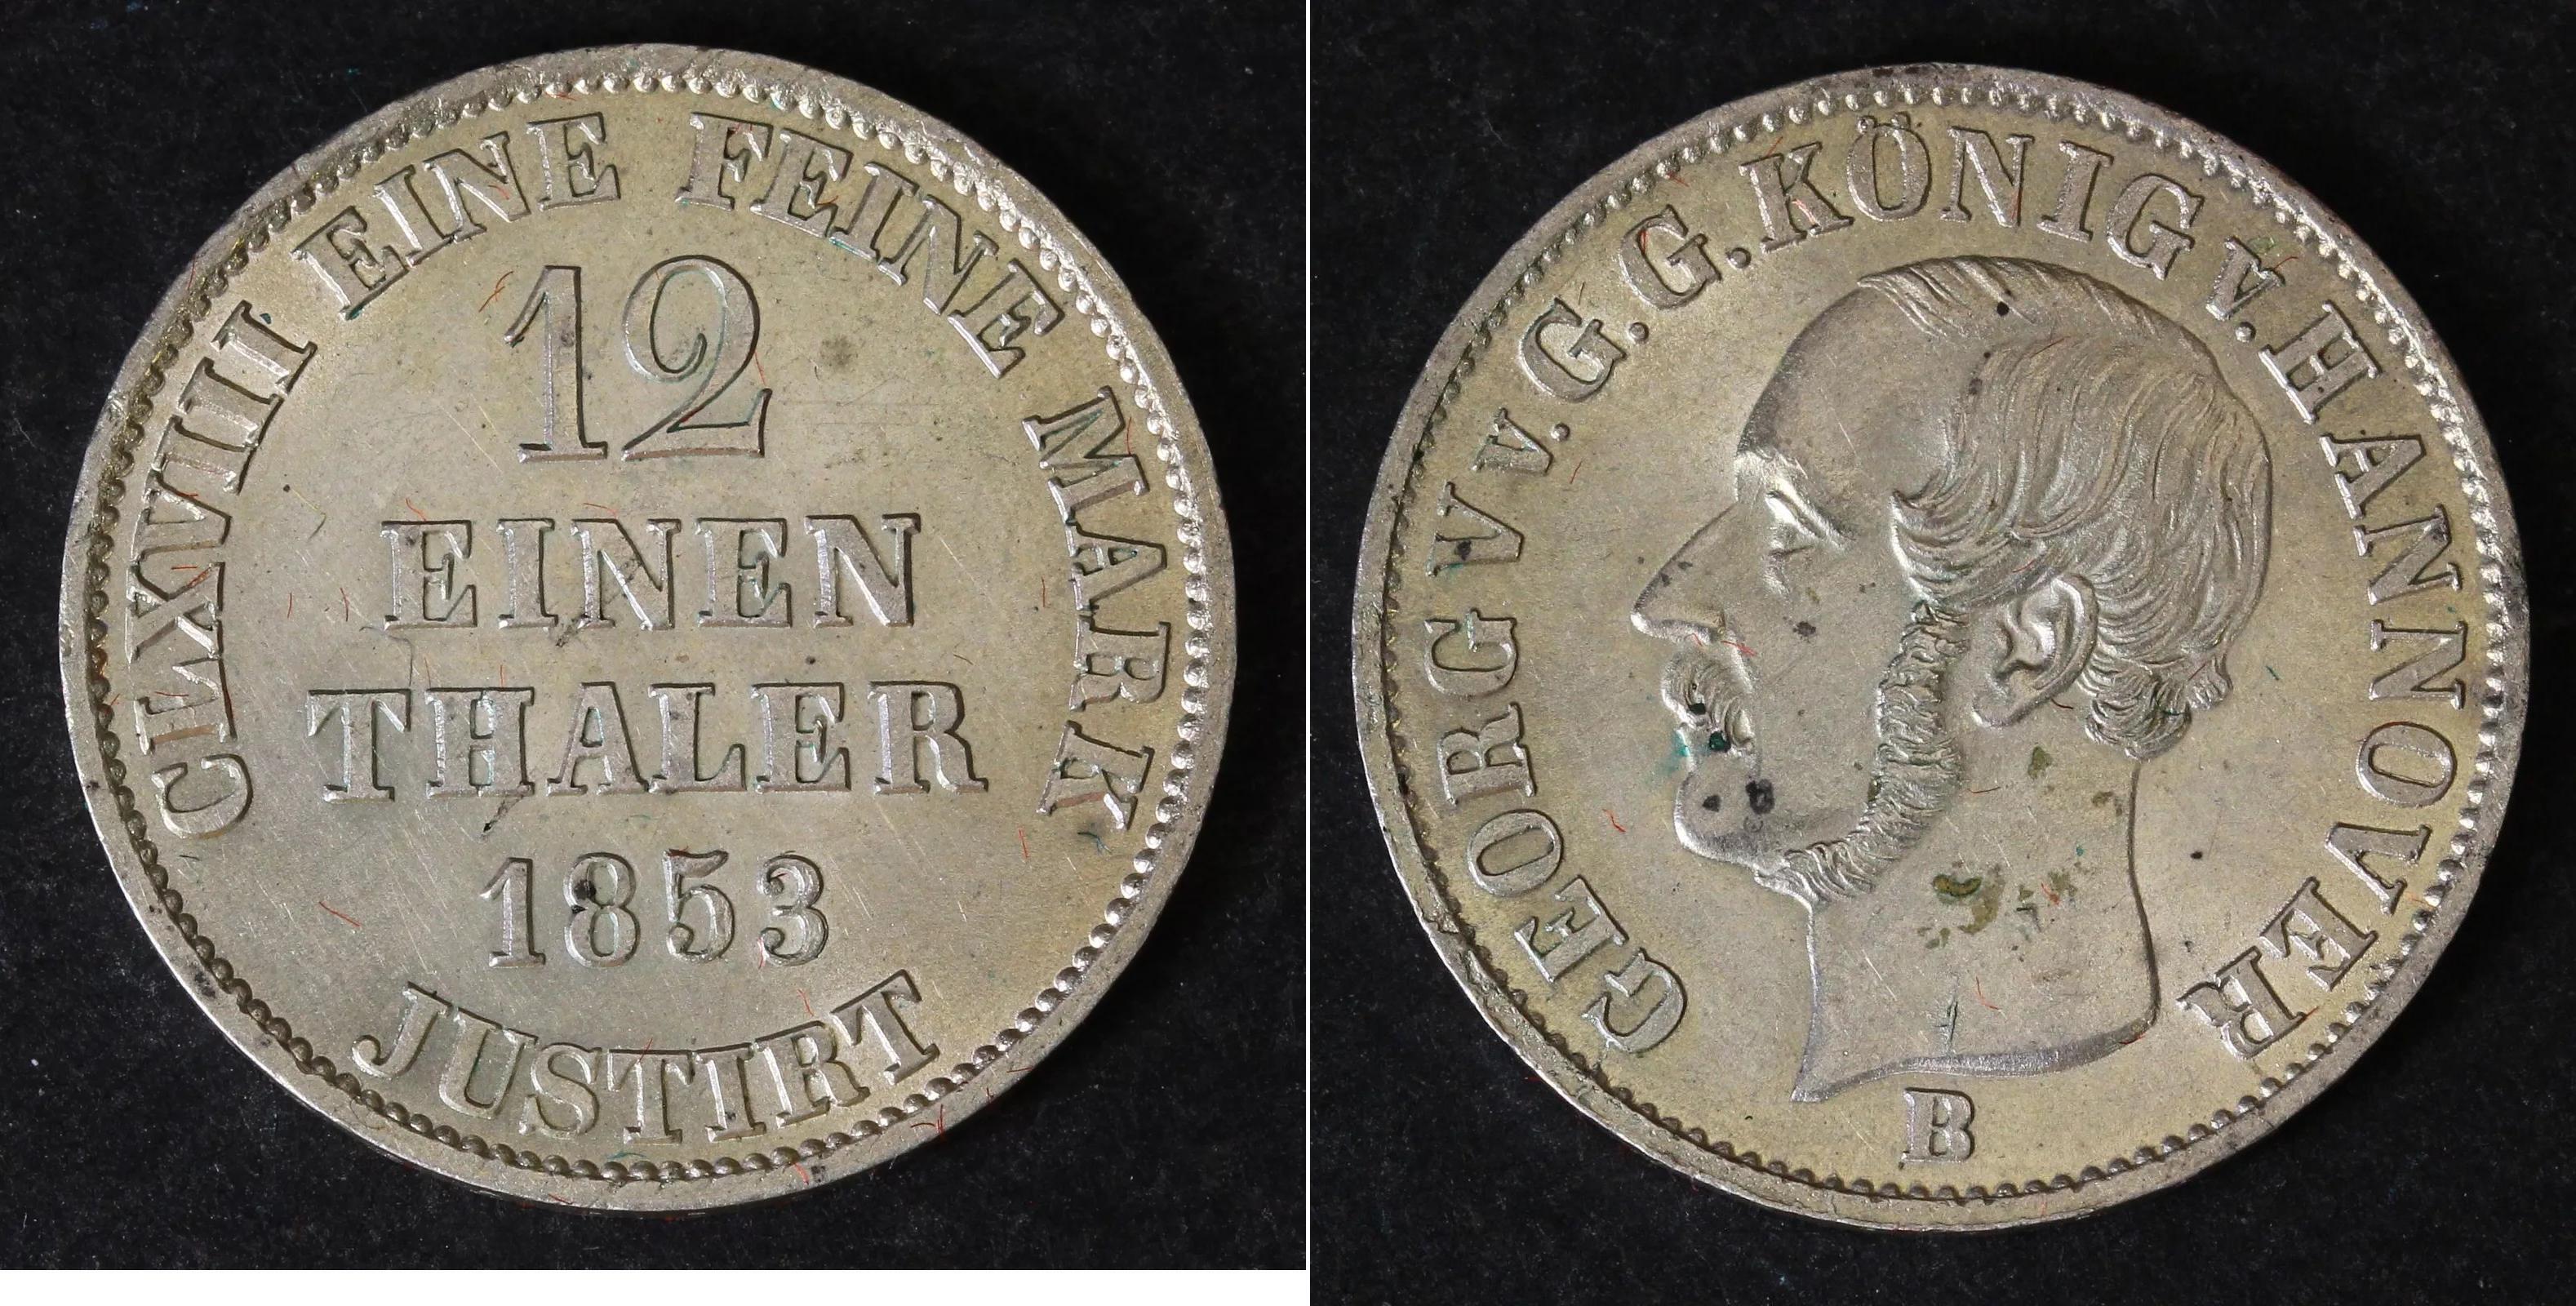 CLXVIII EINE FEINE MARK
12
EINEN
THALER
1853
JUSTIRT
GEORG V v. G. G. KÖNIG v. HANNOVER
B